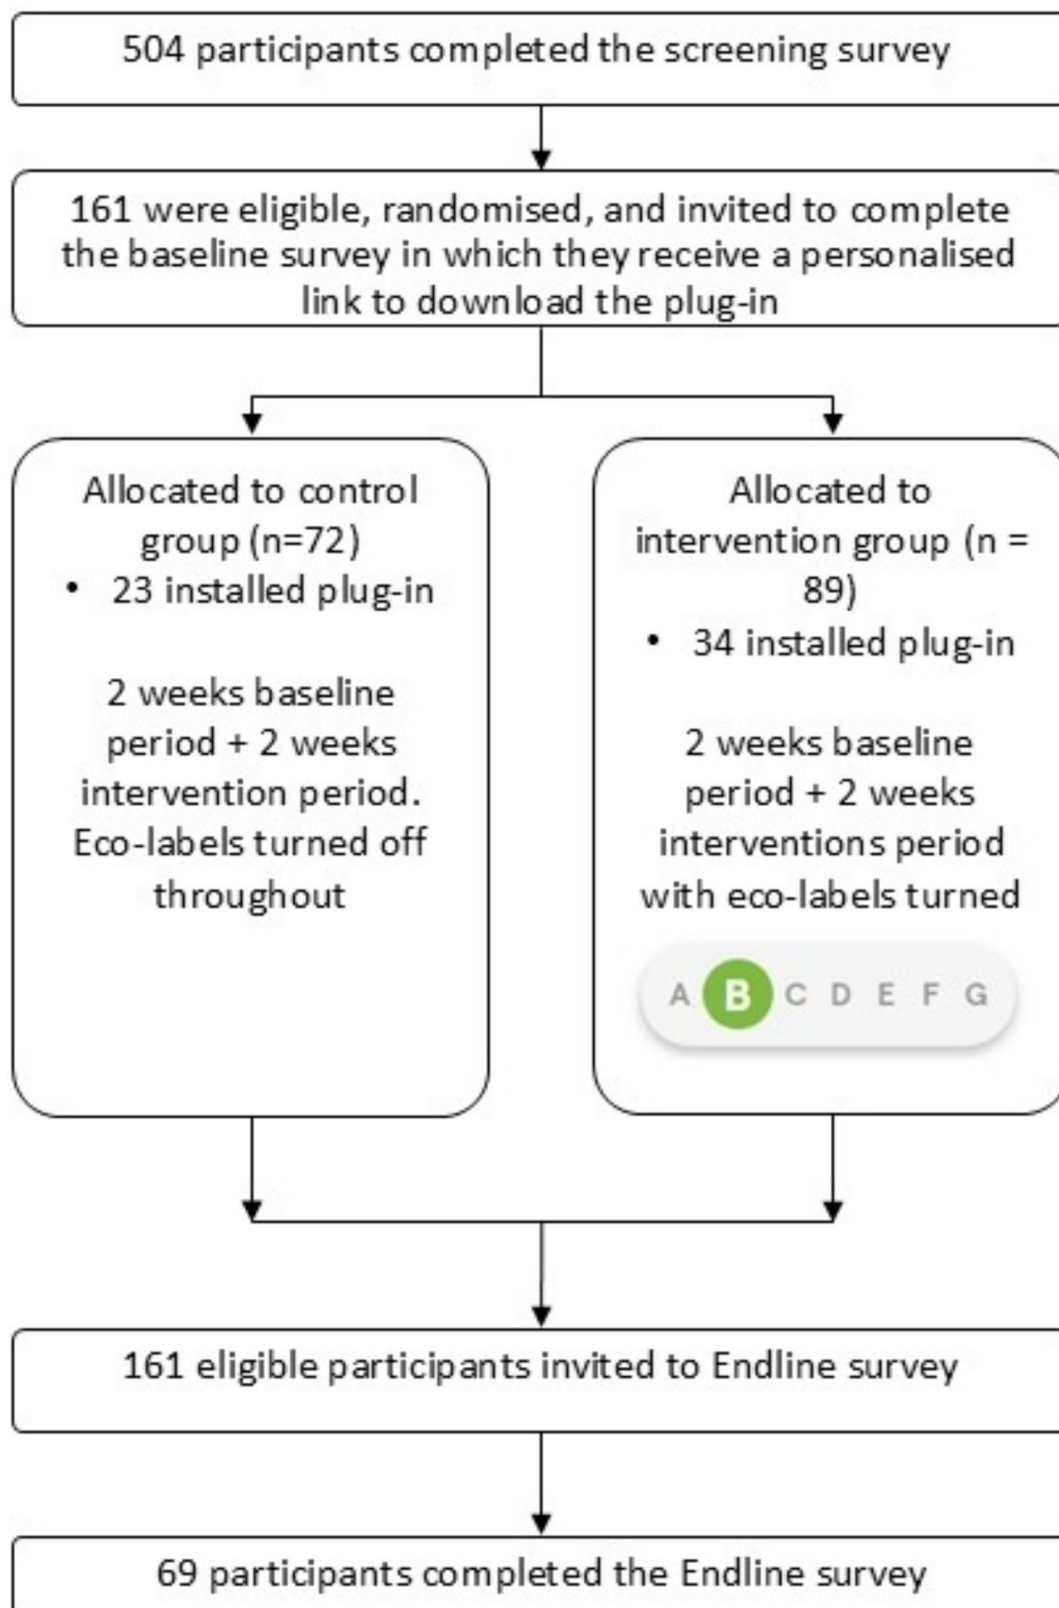 504 participants completed the screening survey
161 were eligible, randomised, and invited to complete
the baseline survey in which they receive a personalised
link to download the plug-in
Allocated to control
group (n=72)
• 23 installed plug-in
2 weeks baseline
period + 2 weeks
intervention period.
Eco-labels turned off
throughout
Allocated to
intervention group (n =
89)
• 34 installed plug-in
2 weeks baseline
period + 2 weeks
interventions period
with eco-labels turned
A B C D E F G
161 eligible participants invited to Endline survey
69 participants completed the Endline survey